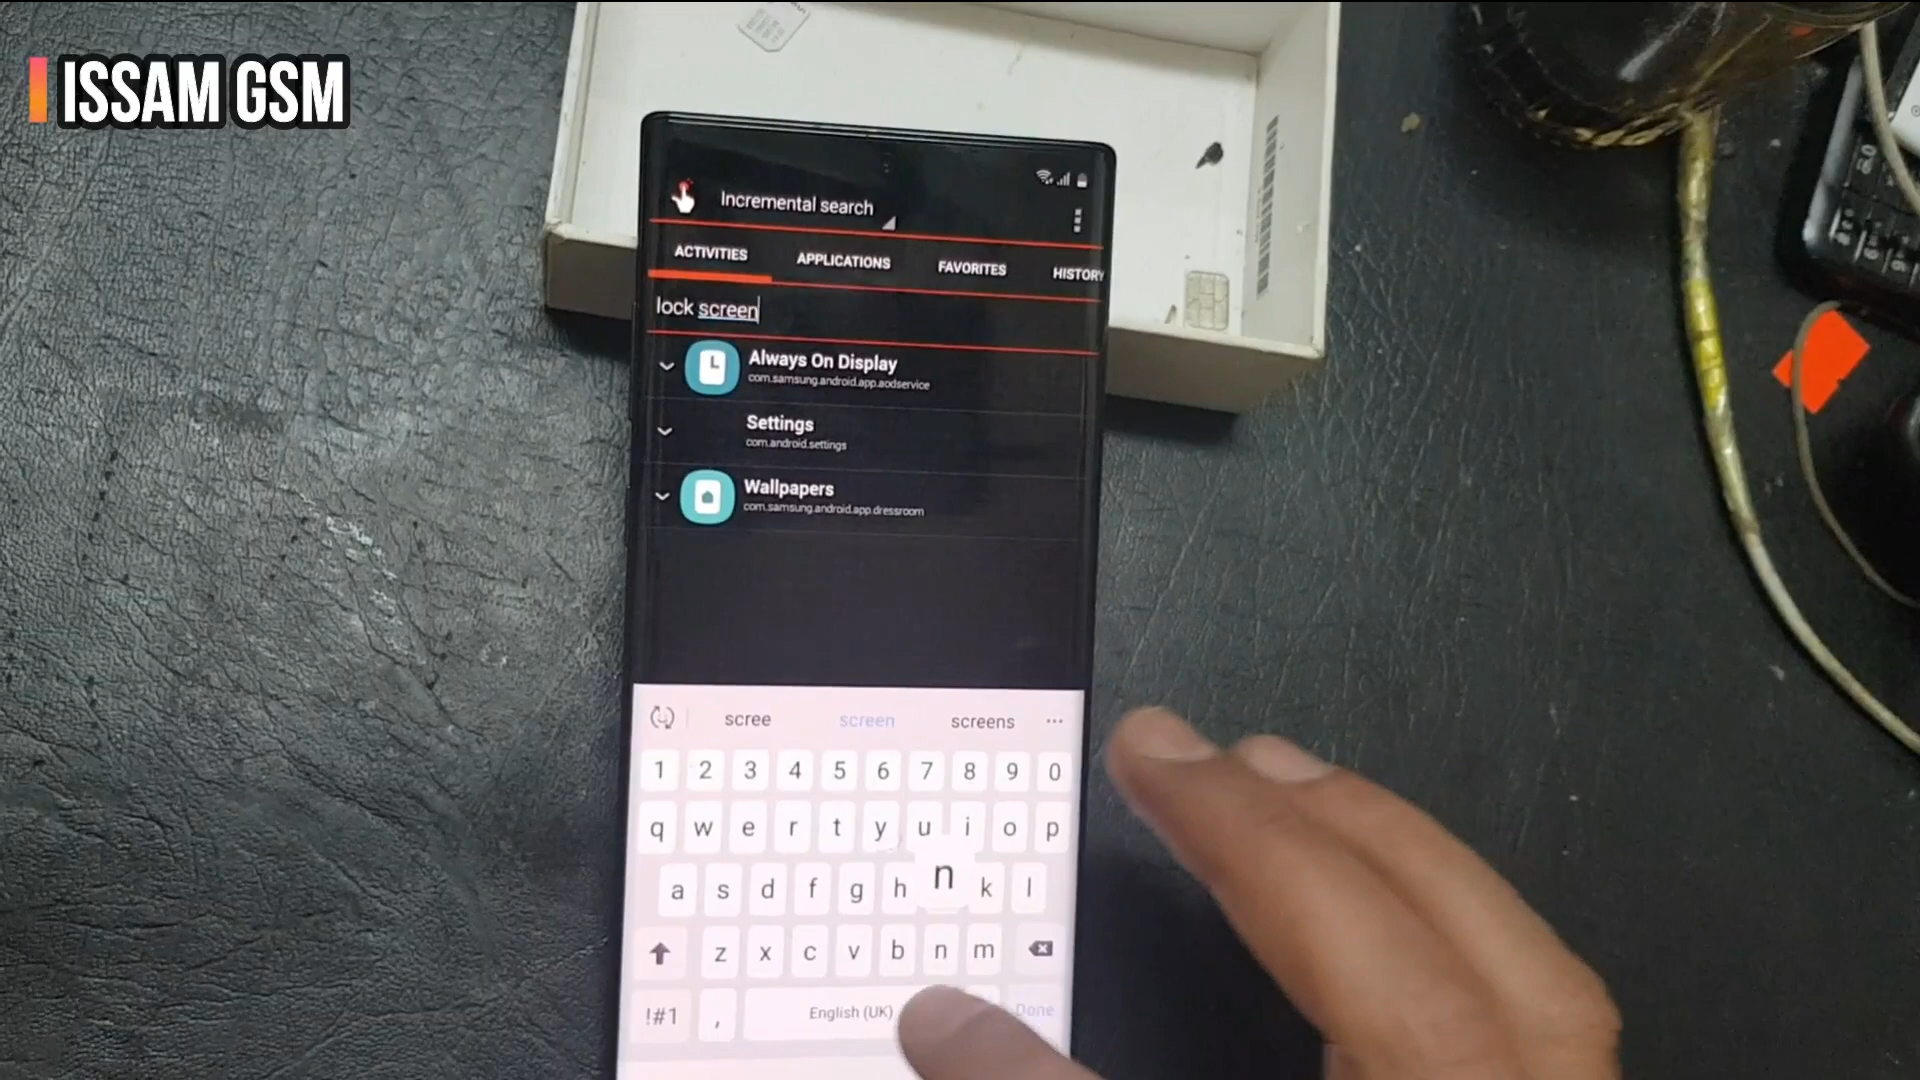 ISSAM GSM
Incremental search
ACTIVITIES
APPLICATIONS
FAVORITES
HISTORY
lock screen
Always On Display
com.samsung.android.app.aodservice
Settings
com.android.settings
Wallpapers
com.samsung.android.app.dressroom
scree
screen
screens
1 2 3 4 5 6 7 8 9 0
q w e r t y u i o p
a s d f g h n k l
z x c v b n m
!#1 , English (UK) Done